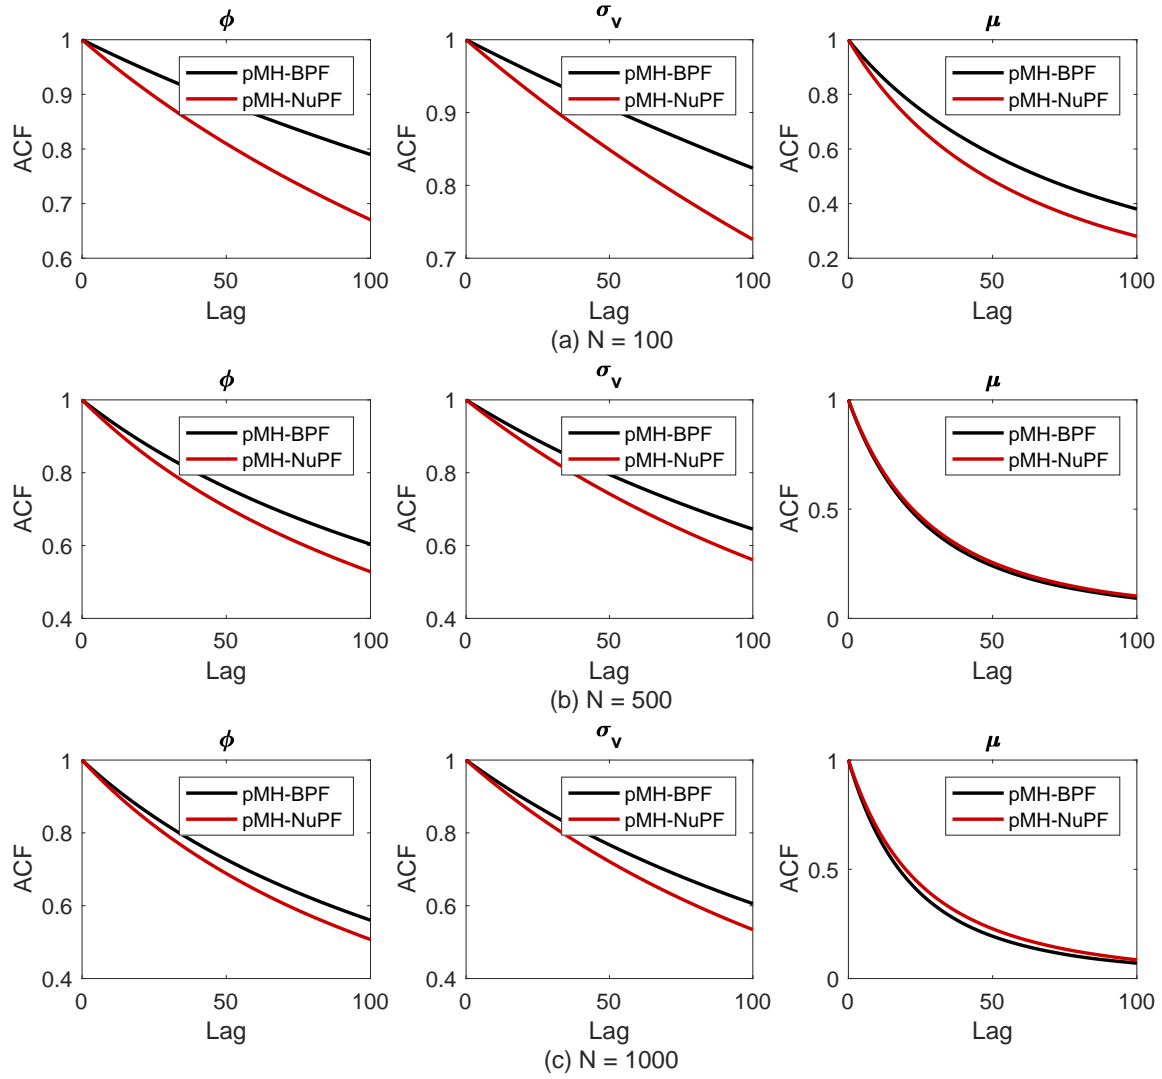 ϕ
pMH-BPF
pMH-NuPF
ACF
1
0.9
0.8
0.7
0.6
0
50
100
Lag
σv
pMH-BPF
pMH-NuPF
ACF
1
0.9
0.8
0.7
0
50
100
Lag
μ
pMH-BPF
pMH-NuPF
ACF
1
0.8
0.6
0.4
0.2
0
50
100
Lag
(a) N = 100
ϕ
pMH-BPF
pMH-NuPF
ACF
1
0.8
0.6
0.4
0
50
100
Lag
σv
pMH-BPF
pMH-NuPF
ACF
1
0.8
0.6
0.4
0
50
100
Lag
μ
pMH-BPF
pMH-NuPF
ACF
1
0.5
0
0
50
100
Lag
(b) N = 500
ϕ
pMH-BPF
pMH-NuPF
ACF
1
0.8
0.6
0.4
0
50
100
Lag
σv
pMH-BPF
pMH-NuPF
ACF
1
0.8
0.6
0.4
0
50
100
Lag
μ
pMH-BPF
pMH-NuPF
ACF
1
0.5
0
0
50
100
Lag
(c) N = 1000